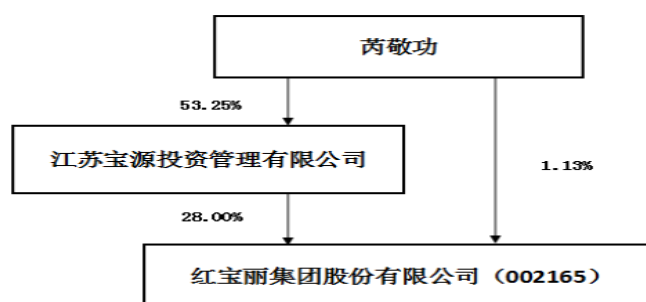 芮敬功
53.25%
江苏宝源投资管理有限公司
1.13%
28.00%
红宝丽集团股份有限公司（002165）